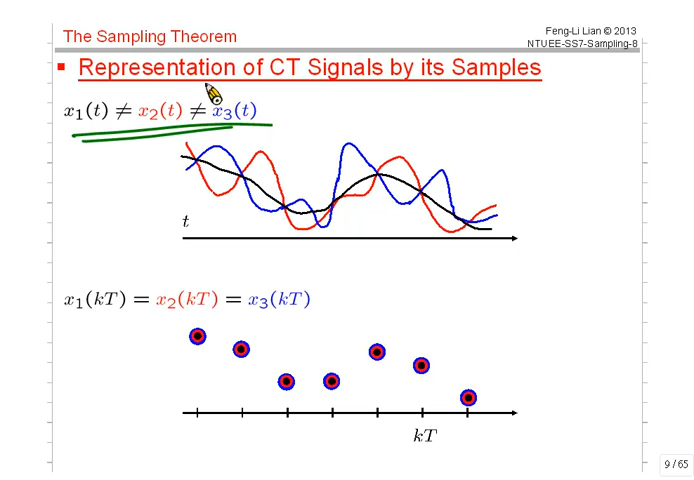 The Sampling Theorem
Feng-Li Lian © 2013
NTUEE-SS7-Sampling-8
Representation of CT Signals by its Samples
x₁(t) ≠ x₂(t) ≠ x₃(t)
t
x₁(kT) = x₂(kT) = x₃(kT)
kT
9 / 65